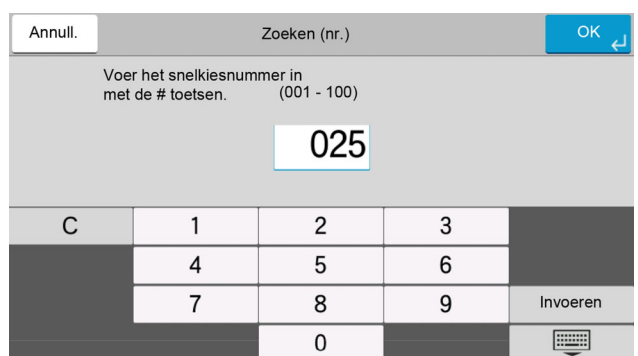 Annull.
Zoeken (nr.)
OK
Voer het snelkiesnummer in
met de # toetsen. (001 - 100)
025
C 1 2 3
4 5 6
7 8 9 Invoeren
0